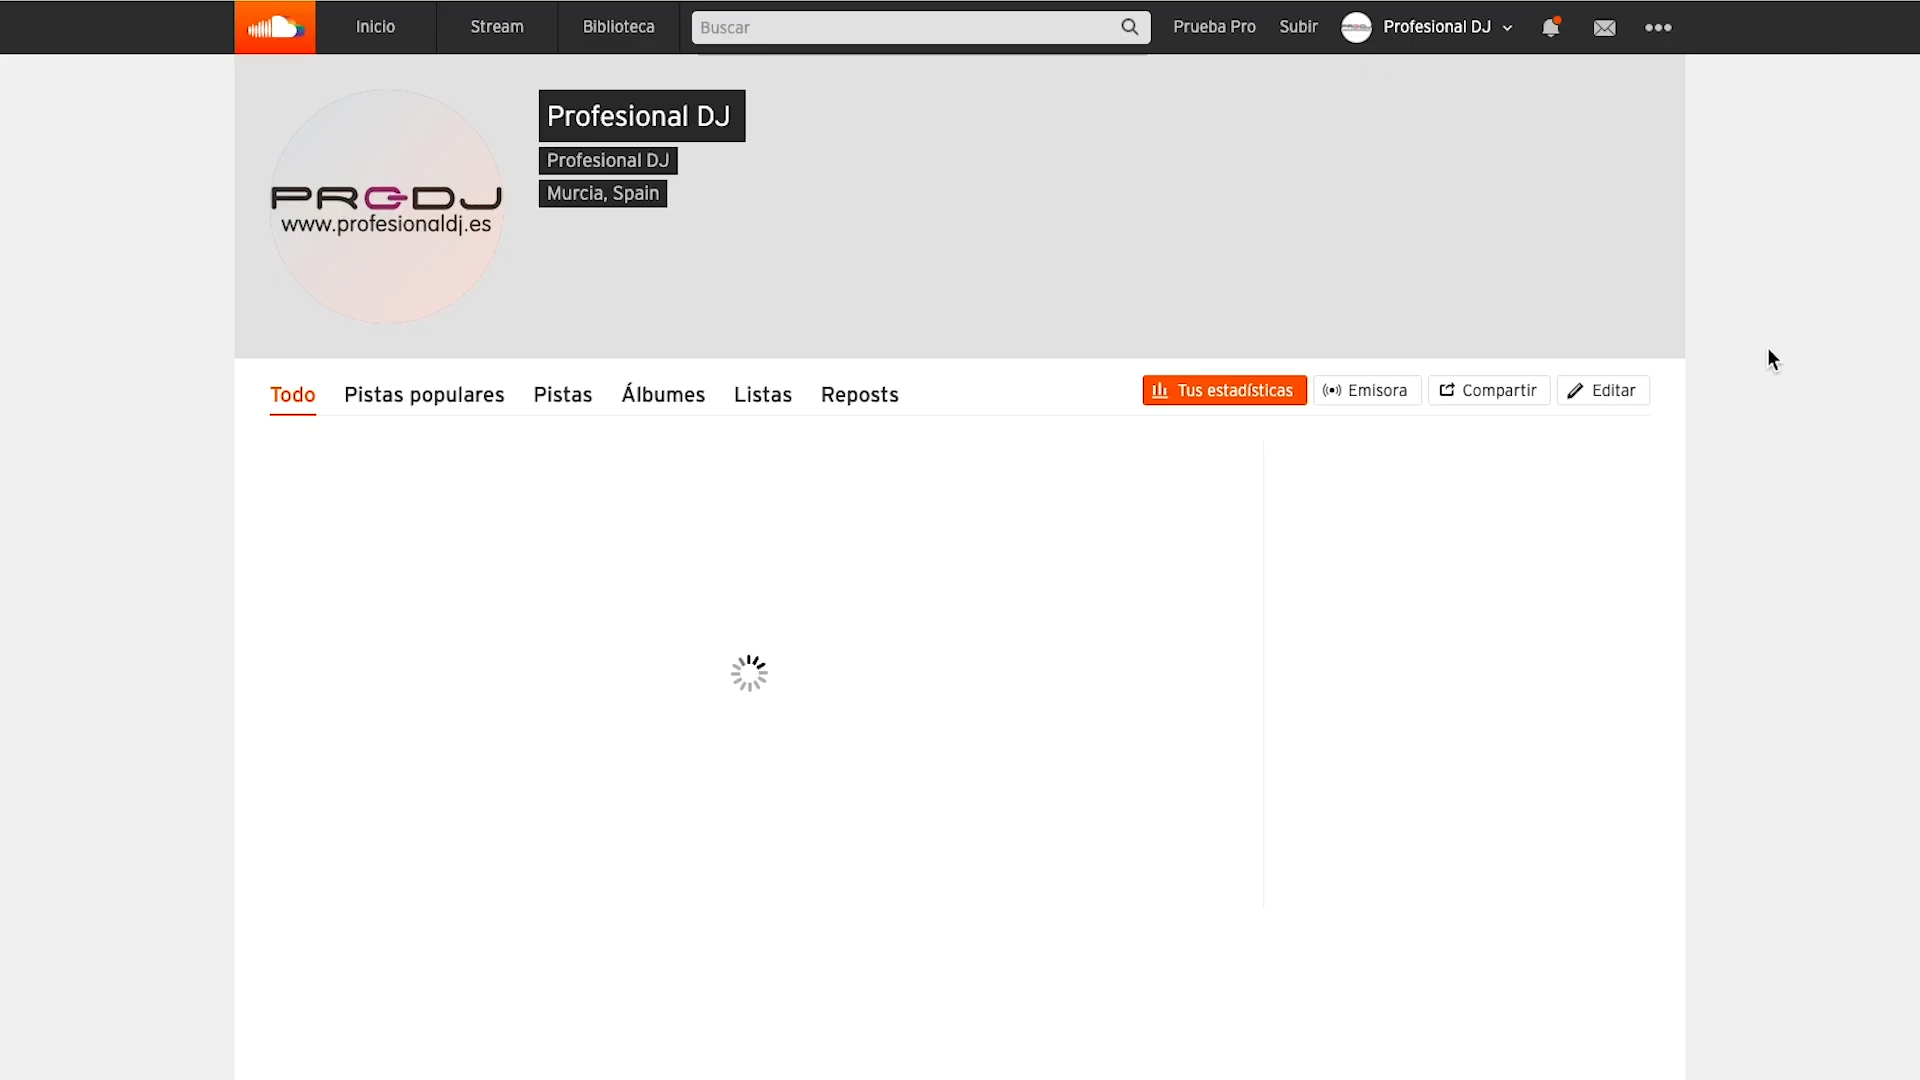 Inicio
Stream
Biblioteca
Buscar
Prueba Pro
Subir
Profesional DJ
Profesional DJ
Profesional DJ
Murcia, Spain
PRODJ
www.profesionaldj.es
Todo
Pistas populares
Pistas
Álbumes
Listas
Reposts
Tus estadísticas
Emisora
Compartir
Editar